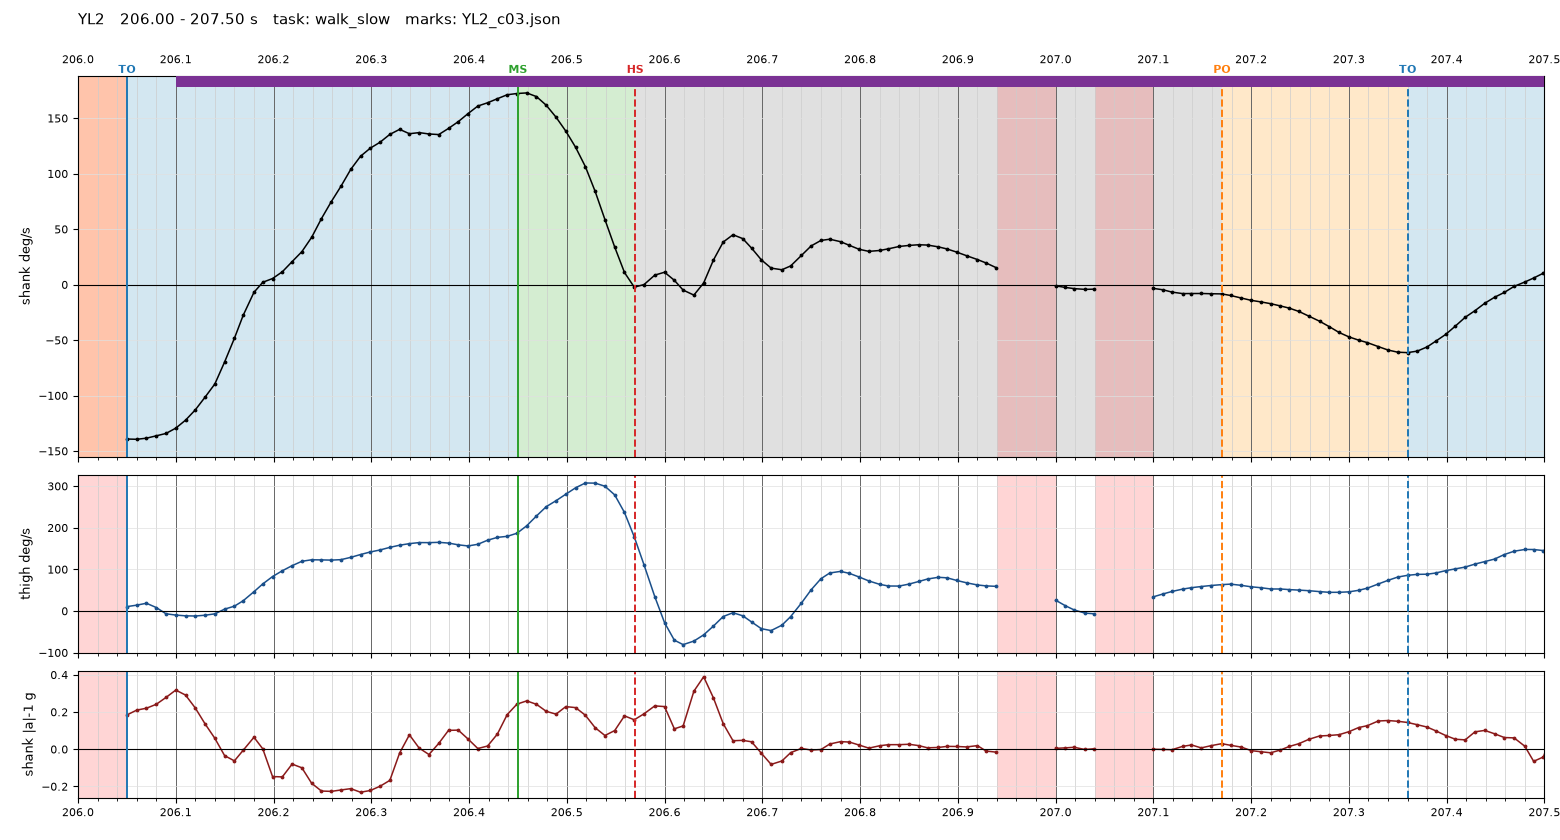 YL2   206.00 - 207.50 s   task: walk_slow   marks: YL2_c03.json
206.0 206.1 206.2 206.3 206.4 206.5 206.6 206.7 206.8 206.9 207.0 207.1 207.2 207.3 207.4 207.5
TO MS HS PO TO
shank deg/s
150
100
50
0
−50
−100
−150
thigh deg/s
300
200
100
0
−100
shank |a|-1 g
0.4
0.2
0.0
−0.2
206.0 206.1 206.2 206.3 206.4 206.5 206.6 206.7 206.8 206.9 207.0 207.1 207.2 207.3 207.4 207.5